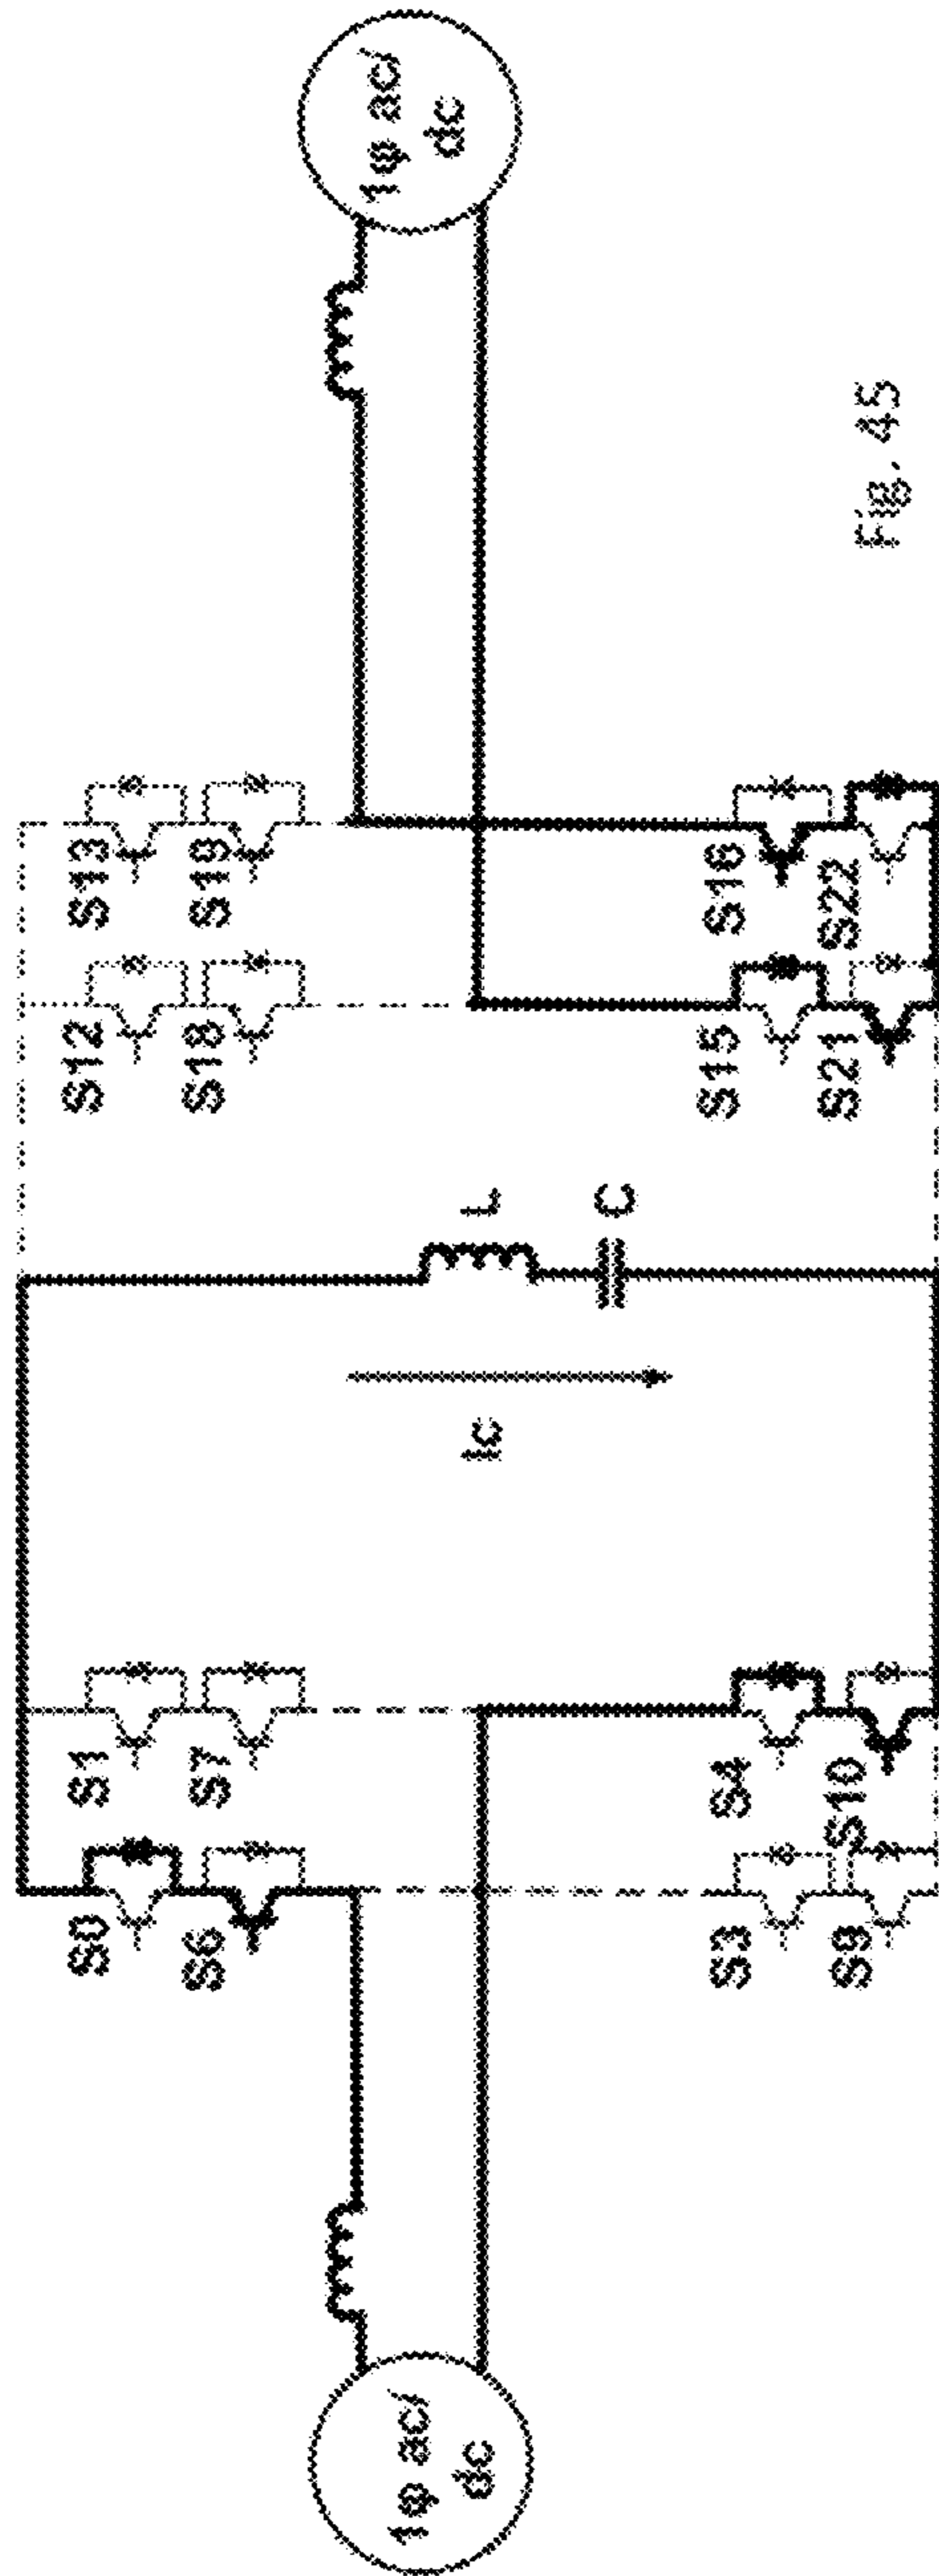 1φ ac/
dc
S0
S6
S3
S9
S1
S7
S4
S10
Ic
L
C
S12
S18
S15
S21
S13
S19
S16
S22
1φ ac/
dc
Fig. 45